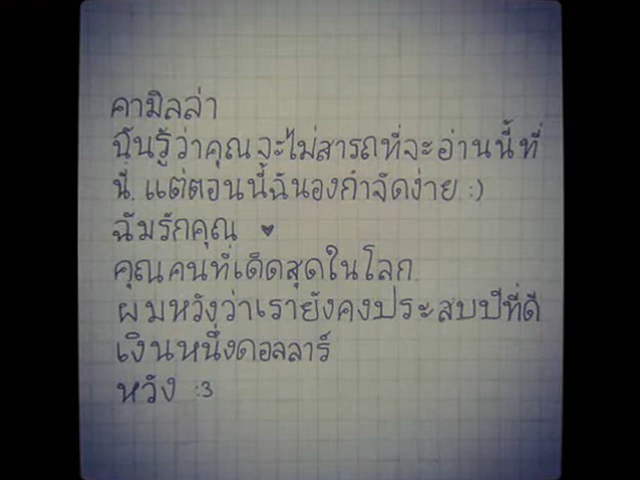 คามิลล่า
ฉันรู้ว่าคุณจะไม่สารถที่จะอ่านนี้ที่
นี่. แต่ตอนนี้ฉันองกำจัดง่าย :)
ฉัมรักคุณ ♥
คุณคนที่เด็ดสุดในโลก
ผมหวังว่าเรายังคงประสบปีที่ดี
เงินหนึ่งดอลลาร์
หวัง :3